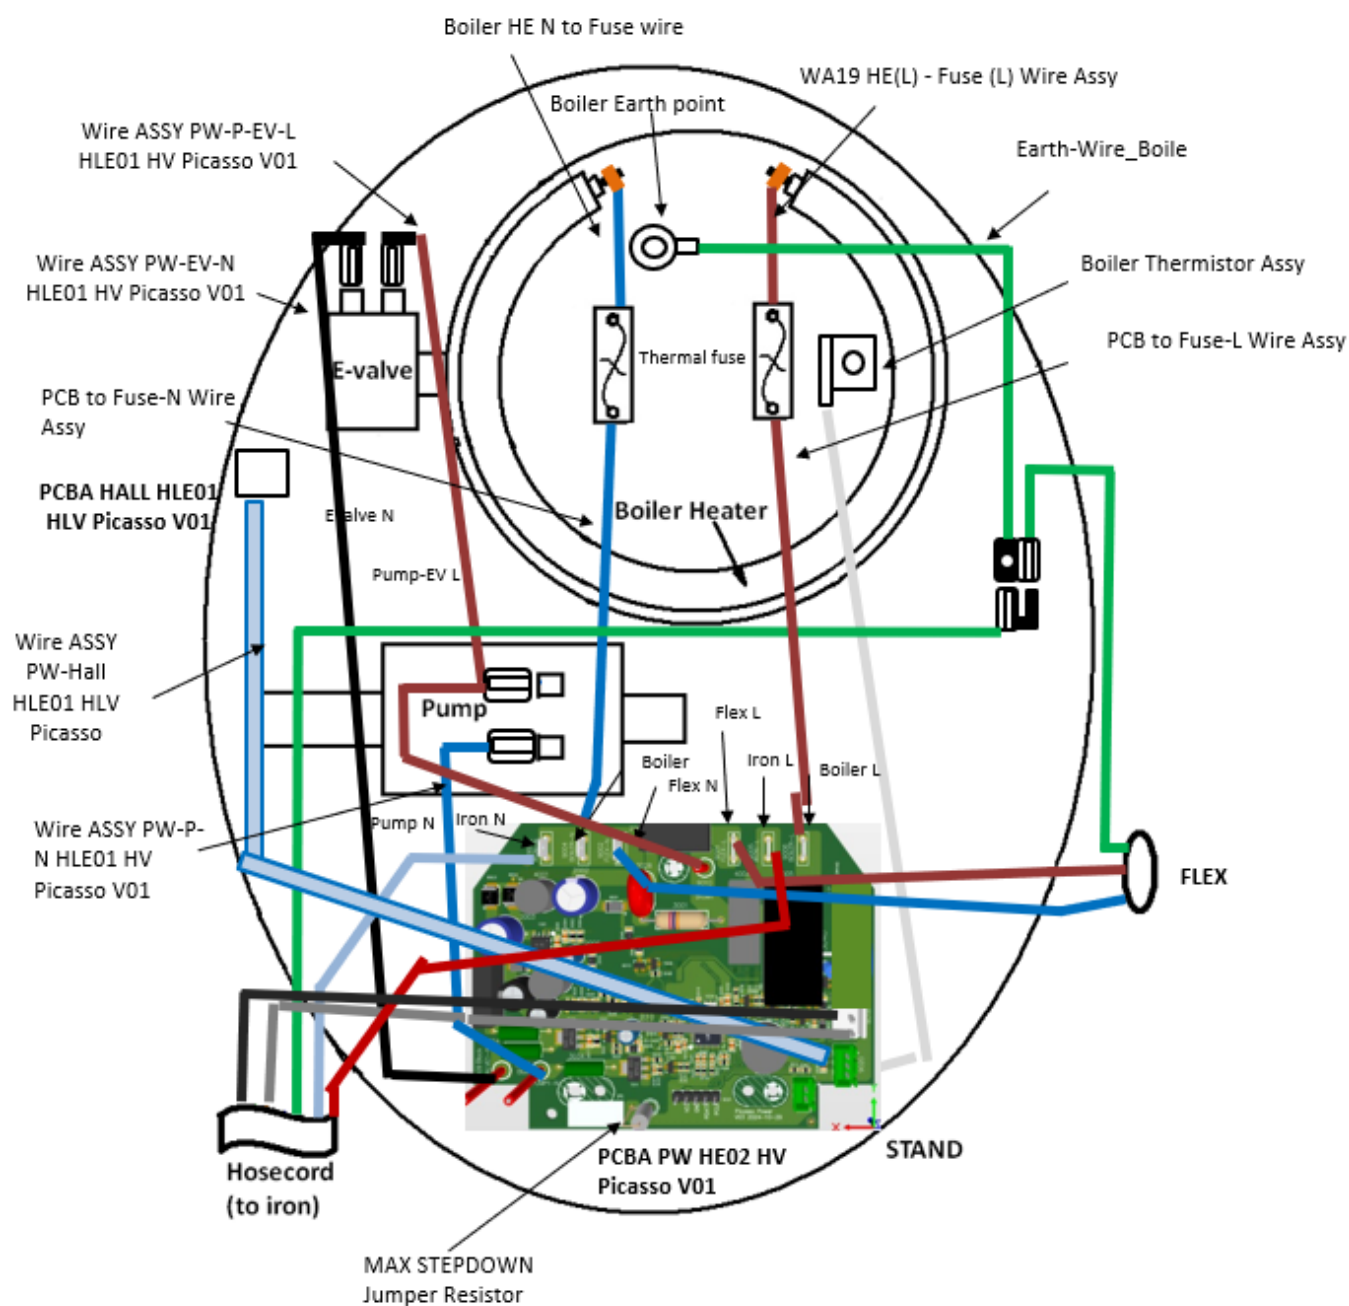 Boiler HE N to Fuse wire
WA19 HE(L) - Fuse (L) Wire Assy
Boiler Earth point
Wire ASSY PW-P-EV-L
HLE01 HV Picasso V01
Earth-Wire_Boile
Wire ASSY PW-EV-N
HLE01 HV Picasso V01
Boiler Thermistor Assy
PCB to Fuse-L Wire Assy
Thermal fuse
E-valve
PCB to Fuse-N Wire
Assy
PCBA HALL HLE01
HLV Picasso V01
Boiler Heater
Pump-EV L
Wire ASSY
PW-Hall
HLE01 HLV
Picasso
Pump
Flex L
Iron L
Boiler L
Boiler
Flex N
Wire ASSY PW-P-
N HLE01 HV
Picasso V01
Pump N
Iron N
FLEX
STAND
PCBA PW HE02 HV
Picasso V01
Hosecord
(to iron)
MAX STEPDOWN
Jumper Resistor